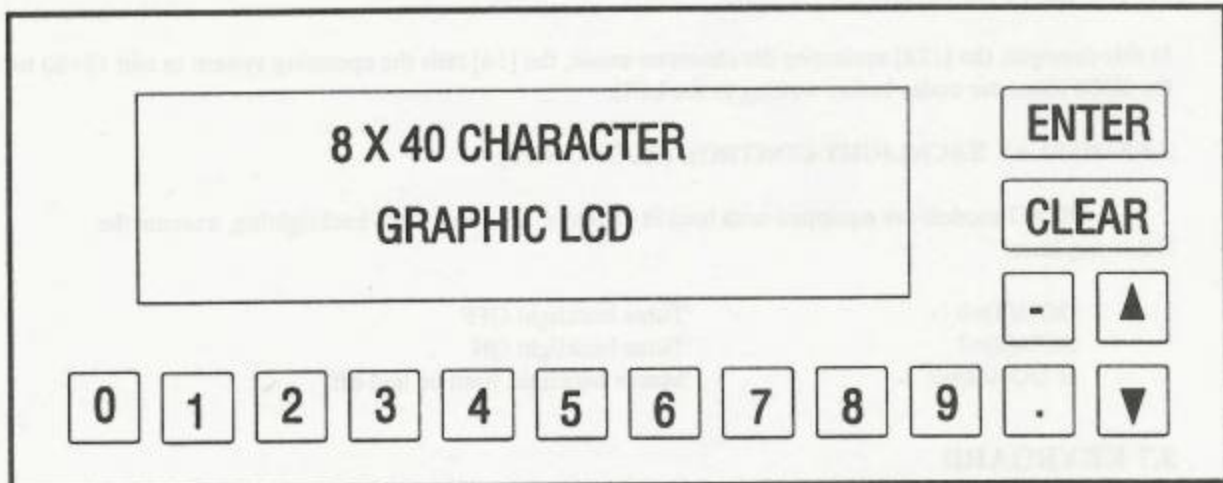 8 X 40 CHARACTER
GRAPHIC LCD
ENTER
CLEAR
- ▲
0 1 2 3 4 5 6 7 8 9 . ▼